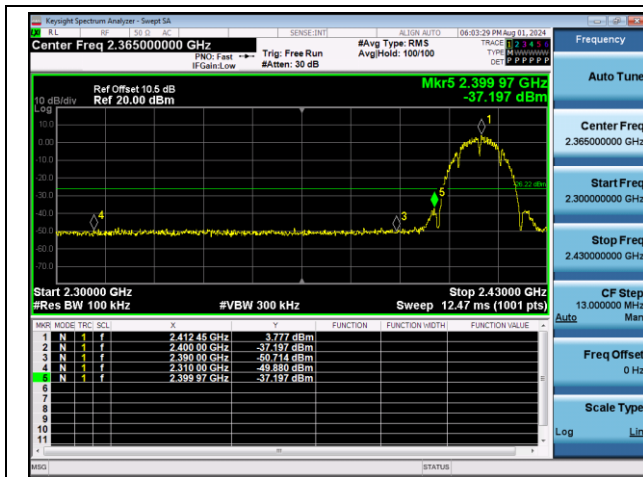 Keysight Spectrum Analyzer - Swept SA
RL RF 50 Ω AC SENSE:INT ALIGN AUTO 06:03:29 PM Aug 01, 2024
Center Freq 2.365000000 GHz
PNO: Fast
IFGain:Low
Trig: Free Run
#Atten: 30 dB
#Avg Type: RMS
Avg|Hold: 100/100
TRACE 1 2 3 4 5 6
TYPE M W W W W W
DET P P P P P P
Ref Offset 10.5 dB
10 dB/div Ref 20.00 dBm
Mkr5 2.399 97 GHz
-37.197 dBm
Log
10.0
0.00
-10.0
-20.0
-30.0
-40.0
-50.0
-60.0
-70.0
1
5
3
4
-26.22 dBm
Start 2.30000 GHz Stop 2.43000 GHz
#Res BW 100 kHz #VBW 300 kHz Sweep 12.47 ms (1001 pts)
MKR MODE TRC SCL X Y FUNCTION FUNCTION WIDTH FUNCTION VALUE
1 N 1 f 2.412 45 GHz 3.777 dBm
2 N 1 f 2.400 00 GHz -37.197 dBm
3 N 1 f 2.390 00 GHz -50.714 dBm
4 N 1 f 2.310 00 GHz -49.880 dBm
5 N 1 f 2.399 97 GHz -37.197 dBm
6
7
8
9
10
11
MSG STATUS
Frequency
Auto Tune
Center Freq
2.365000000 GHz
Start Freq
2.300000000 GHz
Stop Freq
2.430000000 GHz
CF Step
13.000000 MHz
Auto Man
Freq Offset
0 Hz
Scale Type
Log Lin